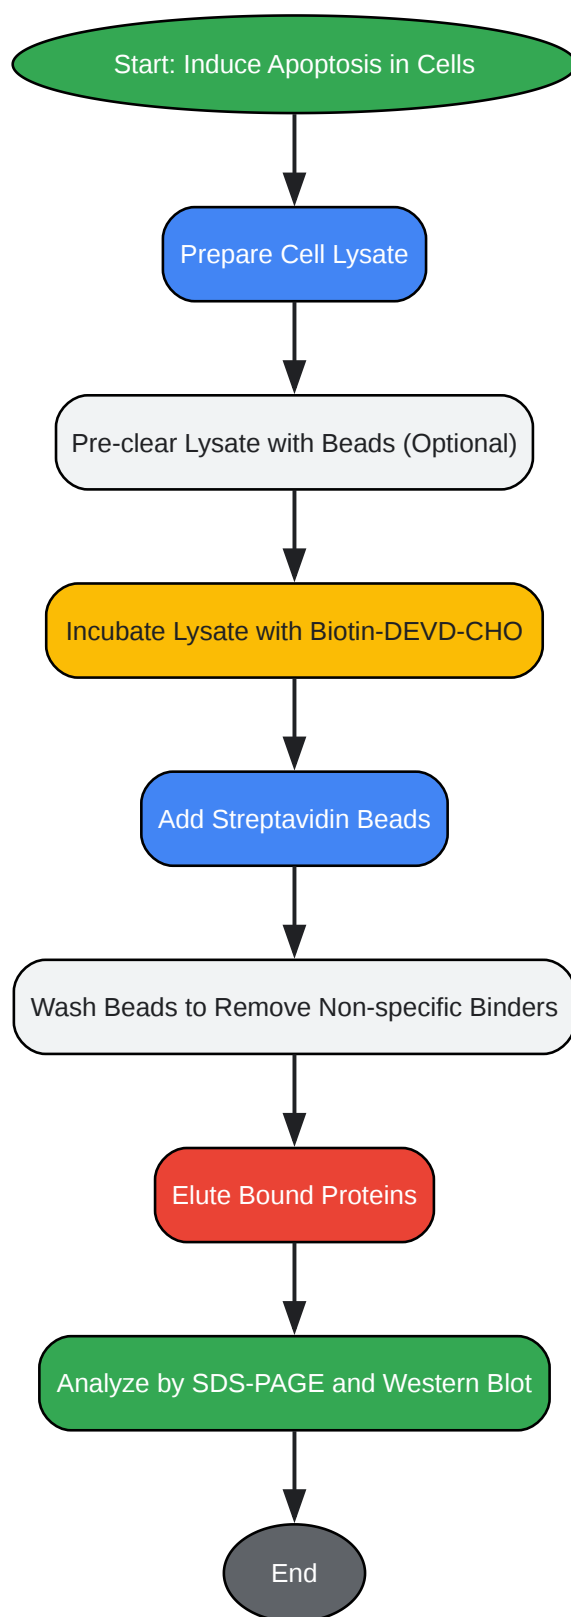 Start: Induce Apoptosis in Cells
Prepare Cell Lysate
Pre-clear Lysate with Beads (Optional)
Incubate Lysate with Biotin-DEVD-CHO
Add Streptavidin Beads
Wash Beads to Remove Non-specific Binders
Elute Bound Proteins
Analyze by SDS-PAGE and Western Blot
End